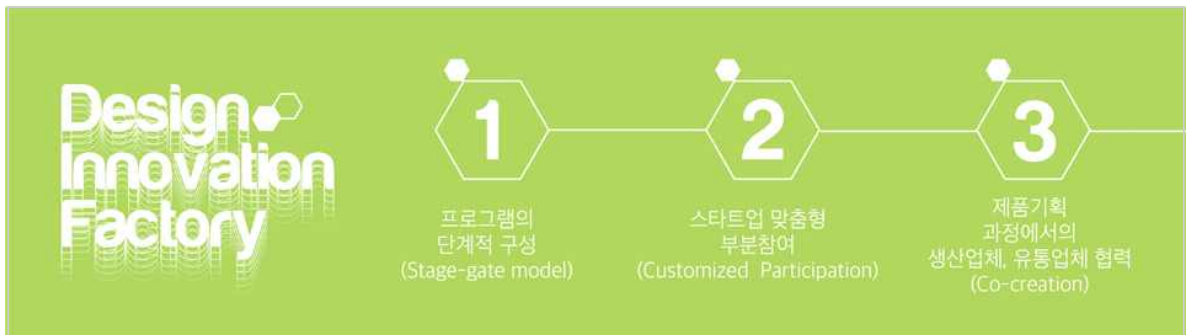 Design
Innovation
Factory
1
프로그램의
단계적 구성
(Stage-gate model)
2
스타트업 맞춤형
부분참여
(Customized Participation)
3
제품기획
과정에서의
생산업체, 유통업체 협력
(Co-creation)